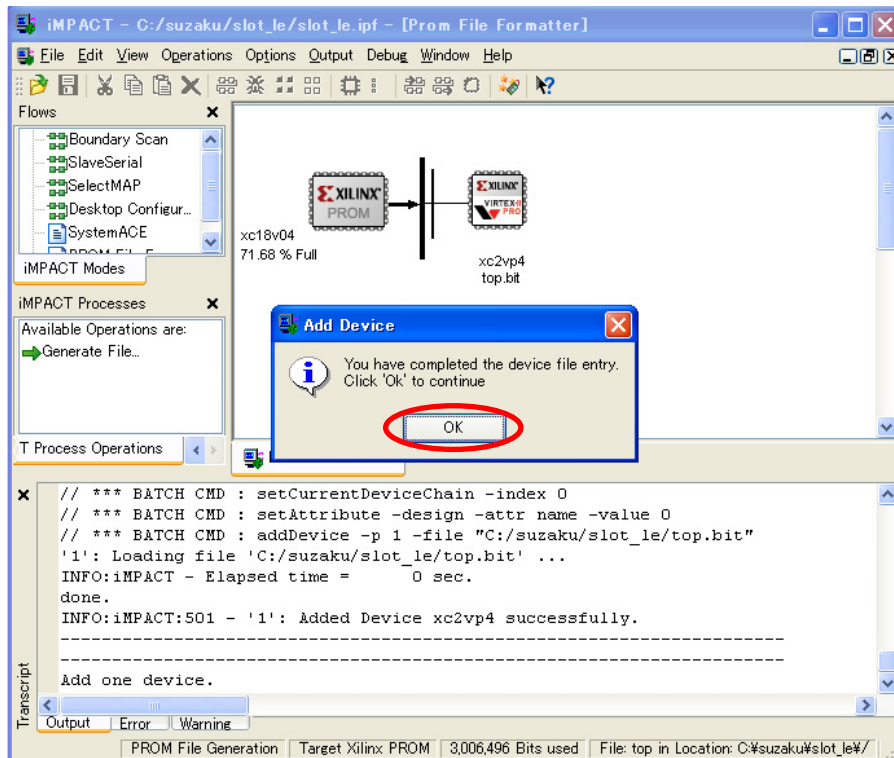 iMPACT - C:/suzaku/slot_le/slot_le.ipf - [Prom File Formatter]
File Edit View Operations Options Output Debug Window Help
Flows
Boundary Scan
SlaveSerial
SelectMAP
Desktop Configur...
SystemACE
iMPACT Modes
iMPACT Processes
Available Operations are:
Generate File...
T Process Operations
XILINX
PROM
xc18v04
71.68 % Full
XILINX
VIRTEX-II
PRO
xc2vp4
top.bit
Add Device
You have completed the device file entry.
Click 'Ok' to continue
OK
// *** BATCH CMD : setCurrentDeviceChain -index 0
// *** BATCH CMD : setAttribute -design -attr name -value 0
// *** BATCH CMD : addDevice -p 1 -file "C:/suzaku/slot_le/top.bit"
'1': Loading file 'C:/suzaku/slot_le/top.bit' ...
INFO:iMPACT - Elapsed time =      0 sec.
done.
INFO:iMPACT:501 - '1': Added Device xc2vp4 successfully.
----------------------------------------------------------------------
----------------------------------------------------------------------
Add one device.
Transcript
Output Error Warning
PROM File Generation Target Xilinx PROM 3,006,496 Bits used File: top in Location: C:¥suzaku¥slot_le¥/